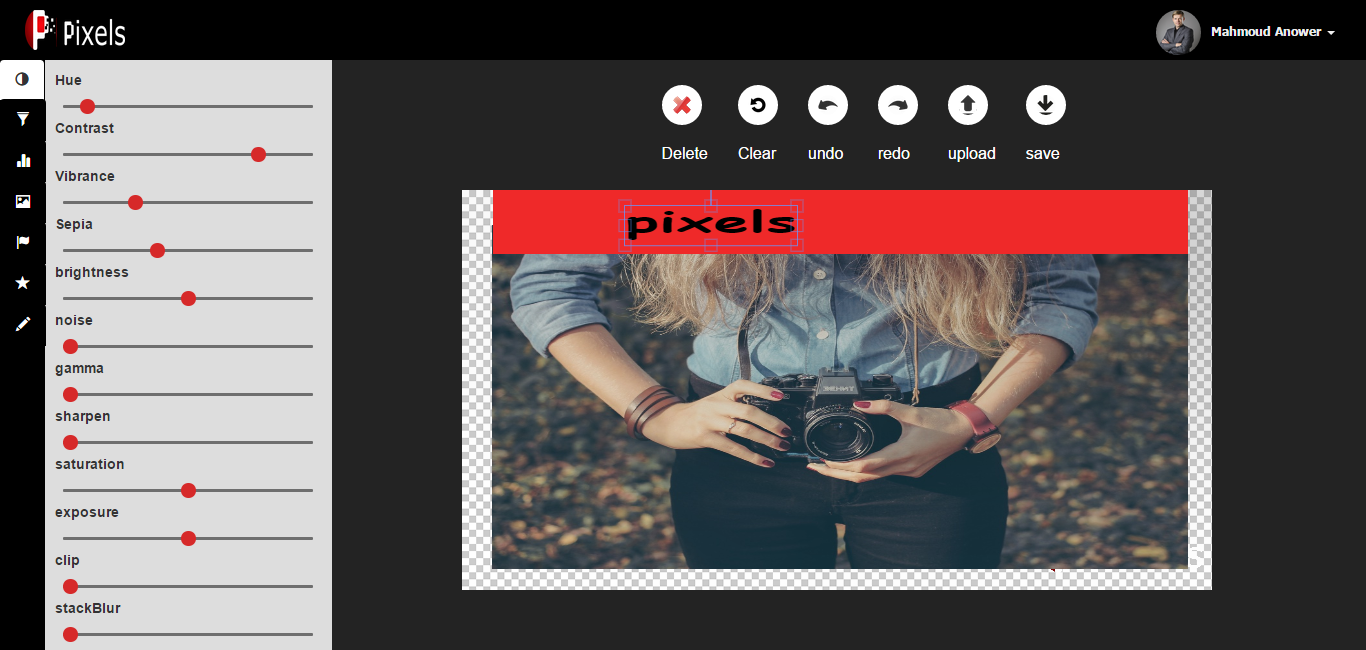 Pixels
Mahmoud Anower
Hue
Contrast
Vibrance
Sepia
brightness
noise
gamma
sharpen
saturation
exposure
clip
stackBlur
Delete
Clear
undo
redo
upload
save
pixels